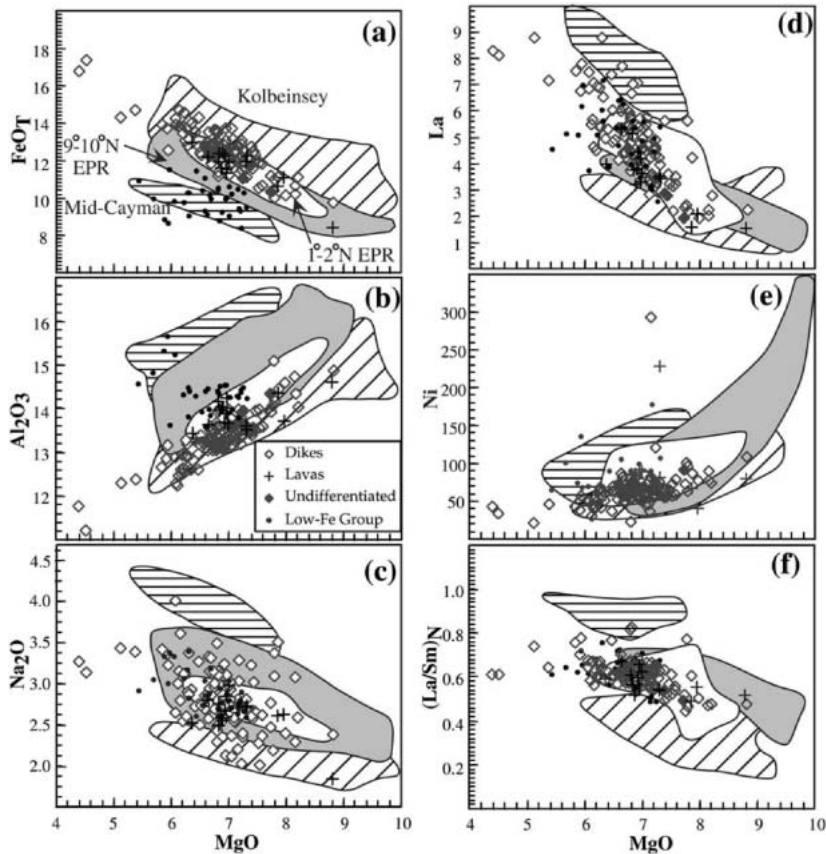 (a)
18
16
14
12
10
8
FeOT
Kolbeinsey
9-10°N
EPR
Mid-Cayman
1-2°N EPR
(b)
16
15
14
13
12
Al2O3
Dikes
Lavas
Undifferentiated
Low-Fe Group
(c)
4.5
4.0
3.5
3.0
2.5
2.0
Na2O
4 5 6 7 8 9 10
MgO
(d)
9
8
7
6
5
4
3
2
1
La
(e)
300
250
200
150
100
50
Ni
(f)
1.0
0.8
0.6
0.4
0.2
(La/Sm)N
4 5 6 7 8 9 10
MgO